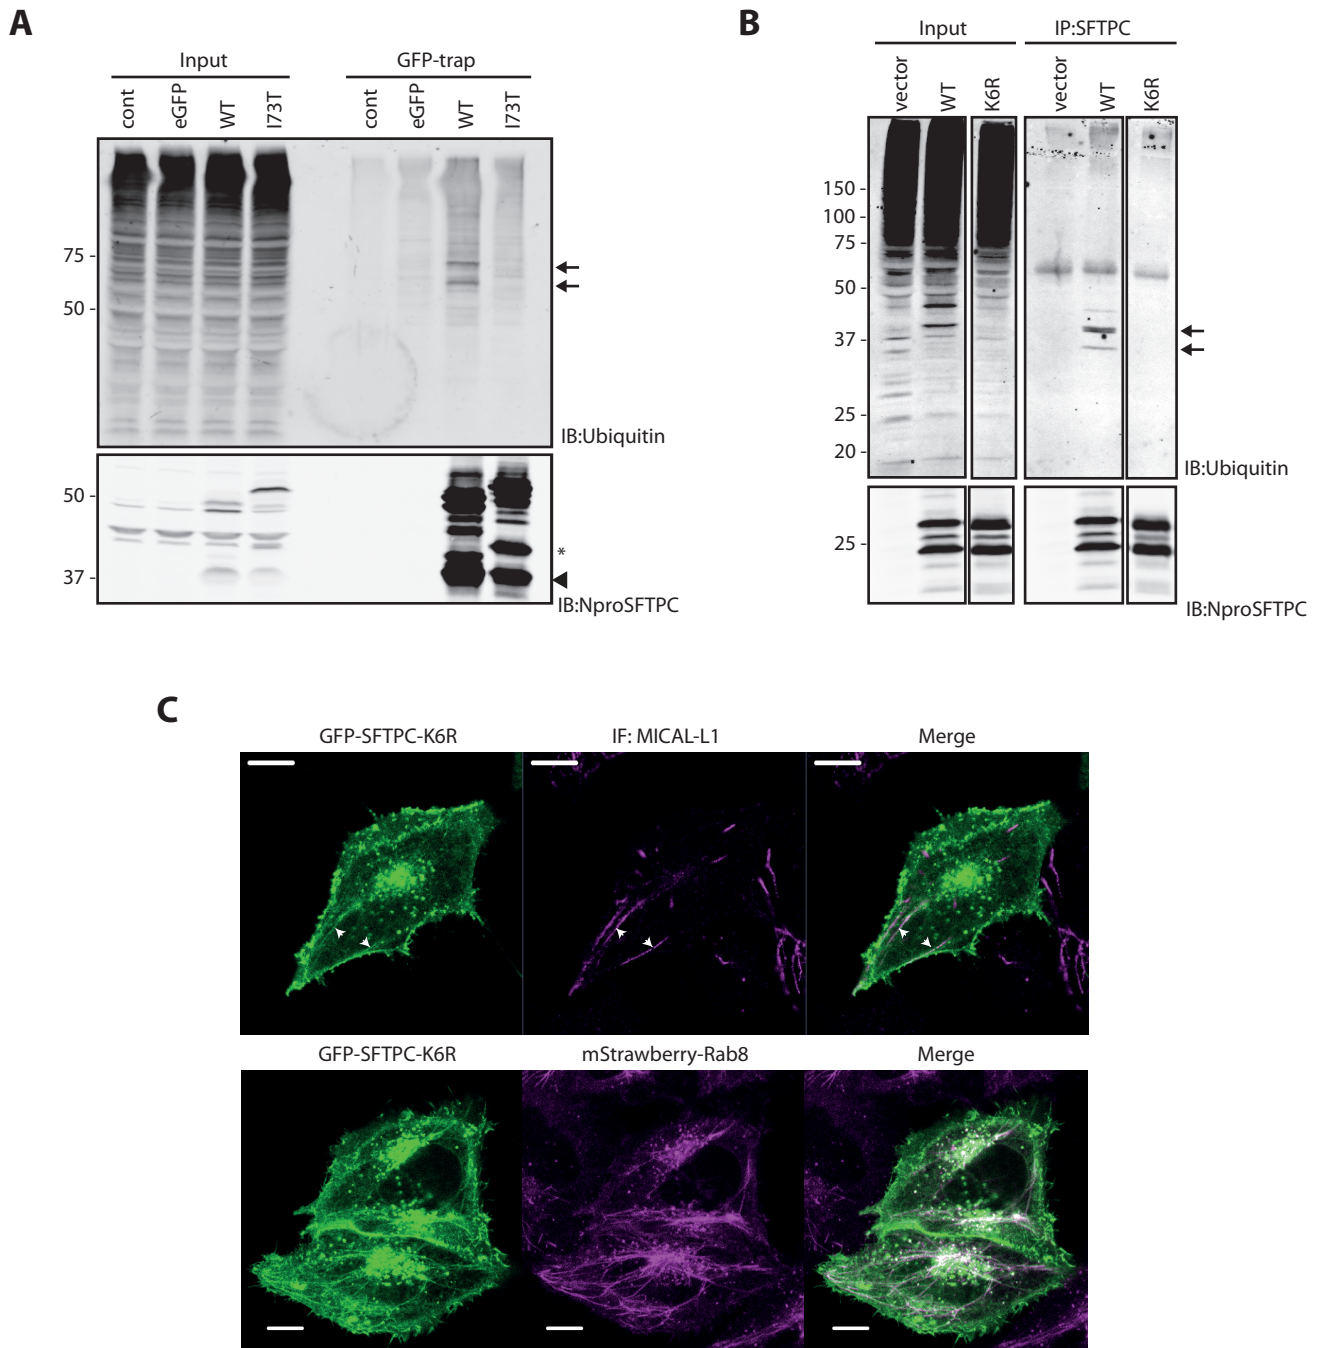 A
Input
GFP-trap
cont
eGFP
WT
I73T
cont
eGFP
WT
I73T
75 -
50 -
IB:Ubiquitin
50 -
37 -
*
IB:NproSFTPC
B
Input
IP:SFTPC
vector
WT
K6R
vector
WT
K6R
150 -
100 -
75 -
50 -
37 -
25 -
20 -
IB:Ubiquitin
25 -
IB:NproSFTPC
C
GFP-SFTPC-K6R
IF: MICAL-L1
Merge
GFP-SFTPC-K6R
mStrawberry-Rab8
Merge